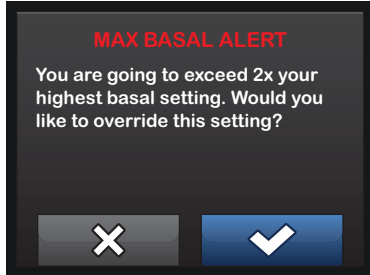 MAX BASAL ALERT
You are going to exceed 2x your
highest basal setting. Would you
like to override this setting?